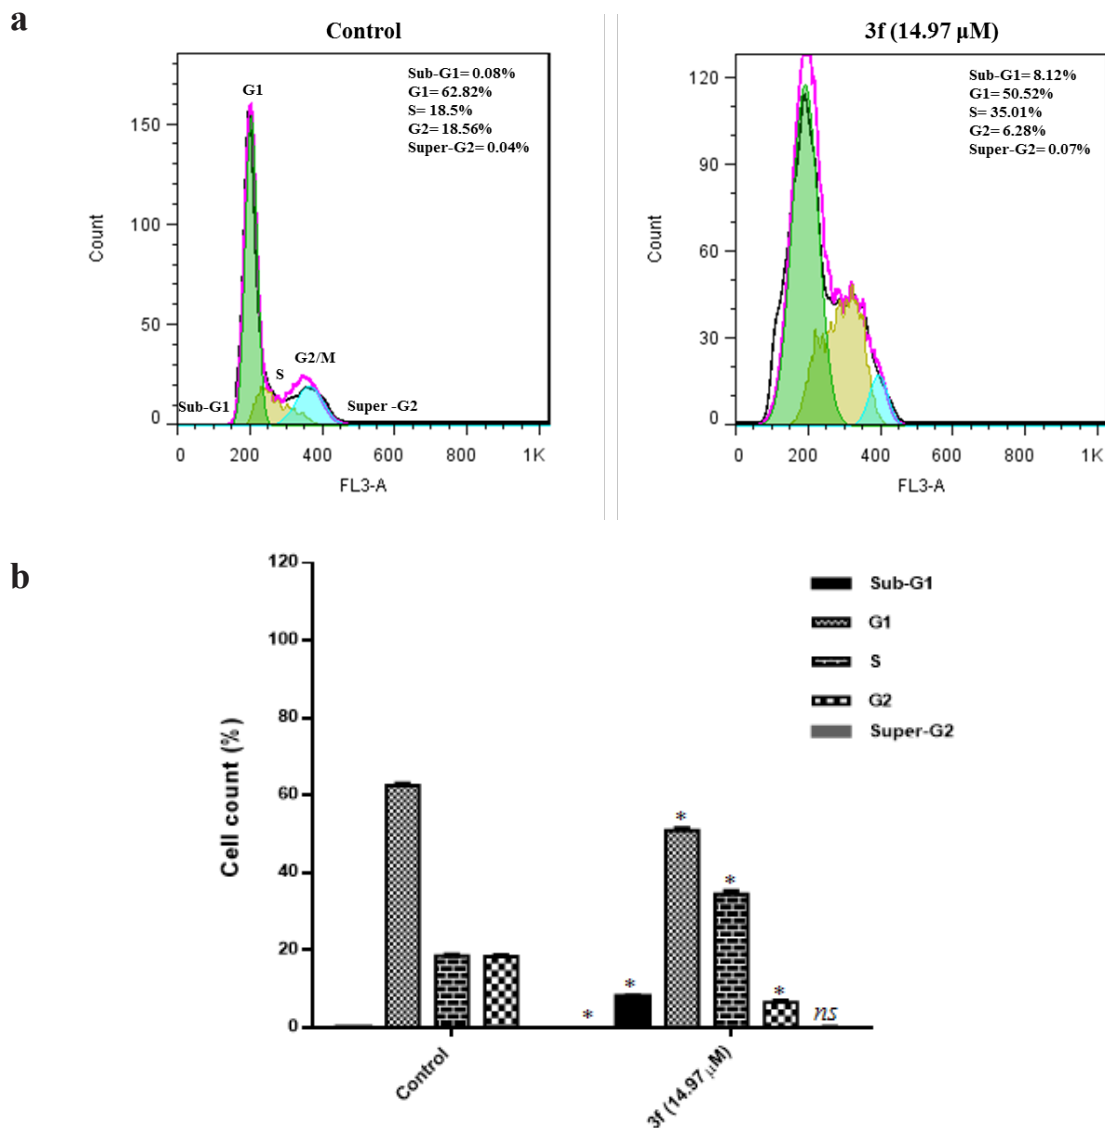 a
Control
Sub-G1= 0.08%
G1= 62.82%
S= 18.5%
G2= 18.56%
Super-G2= 0.04%
G1
S
G2/M
Sub-G1
Super -G2
Count
150
100
50
0
0 200 400 600 800 1K
FL3-A
3f (14.97 µM)
Sub-G1= 8.12%
G1= 50.52%
S= 35.01%
G2= 6.28%
Super-G2= 0.07%
Count
120
90
60
30
0
0 200 400 600 800 1K
FL3-A
b
Cell count (%)
120
100
80
60
40
20
0
Sub-G1
G1
S
G2
Super-G2
*
*
*
*
*
ns
Control
3f (14.97 µM)